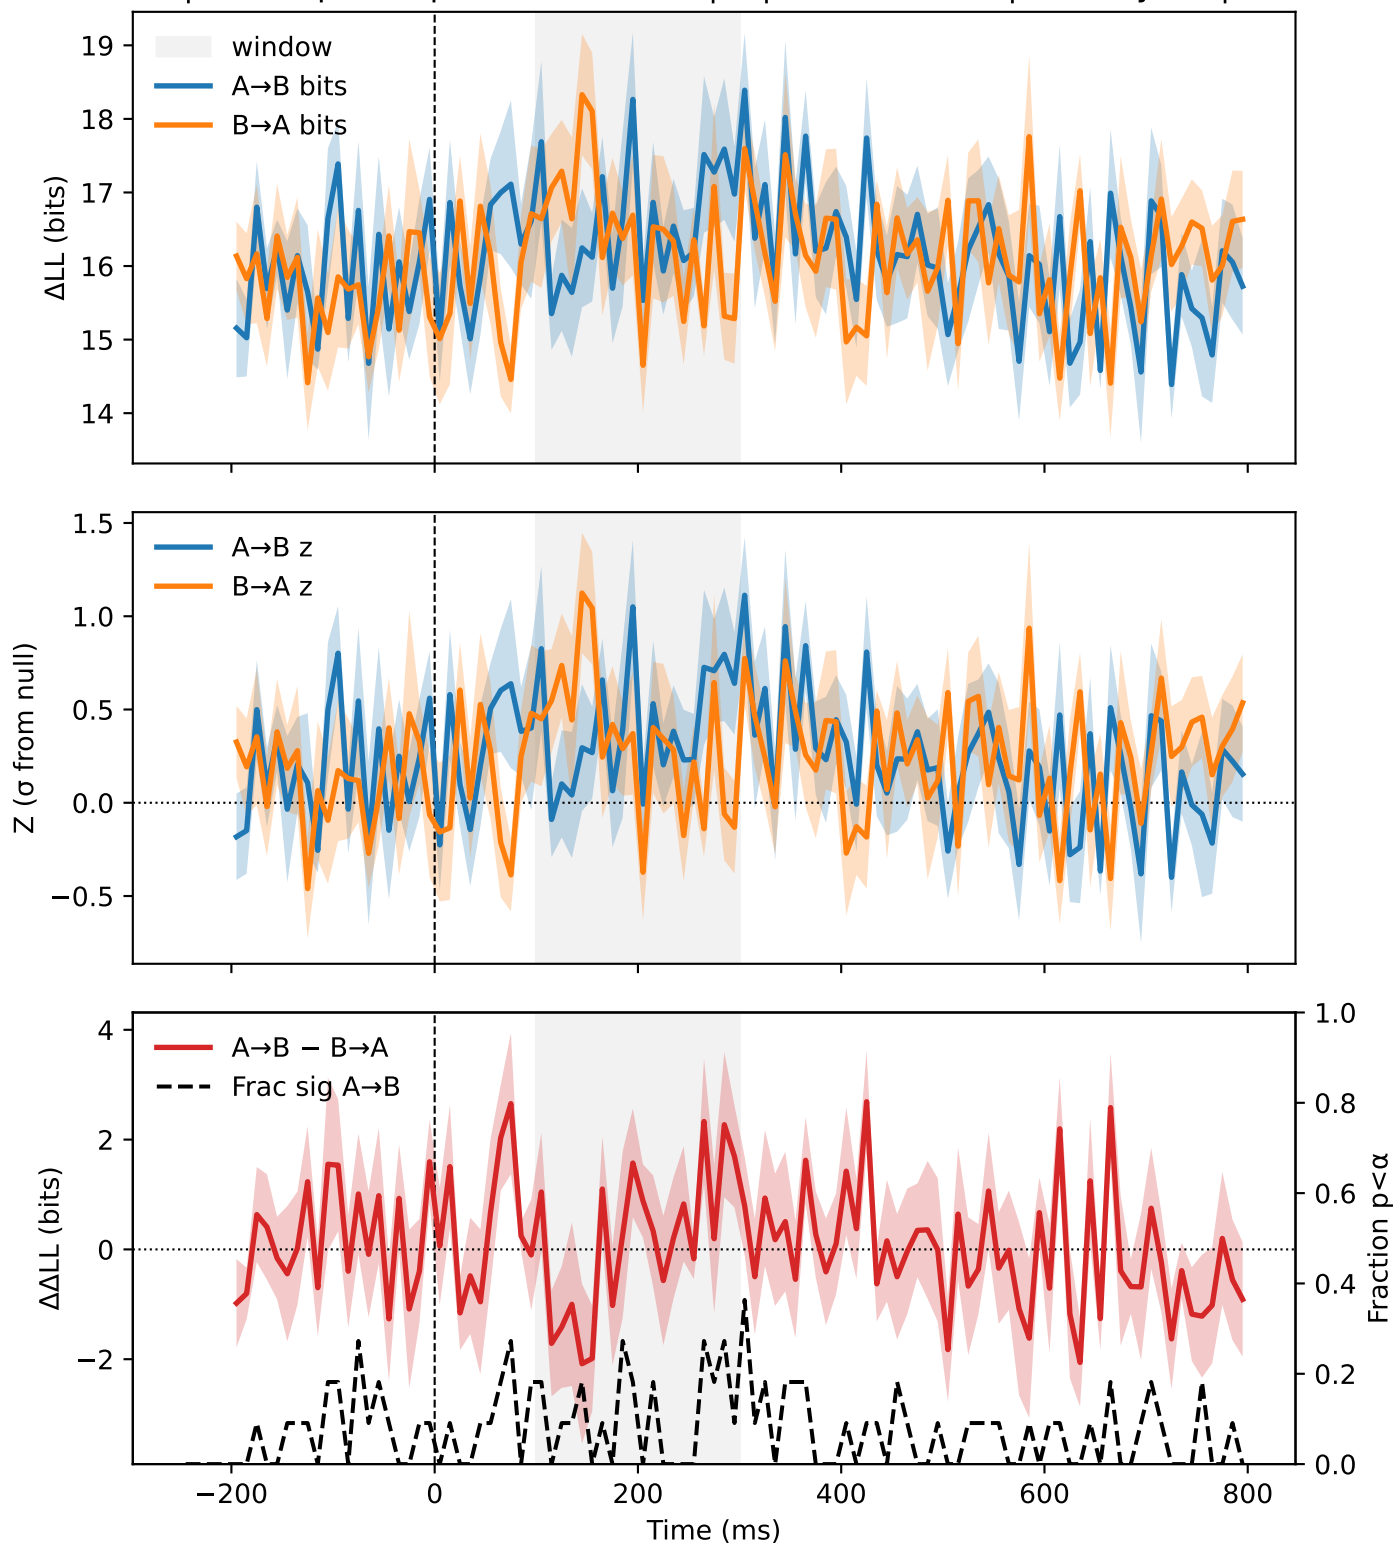 19
18
17
16
15
14
ΔLL (bits)
window
A→B bits
B→A bits
1.5
1.0
0.5
0.0
−0.5
Z (σ from null)
A→B z
B→A z
4
2
0
−2
ΔΔLL (bits)
A→B − B→A
Frac sig A→B
1.0
0.8
0.6
0.4
0.2
0.0
Fraction p<α
−200
0
200
400
600
800
Time (ms)